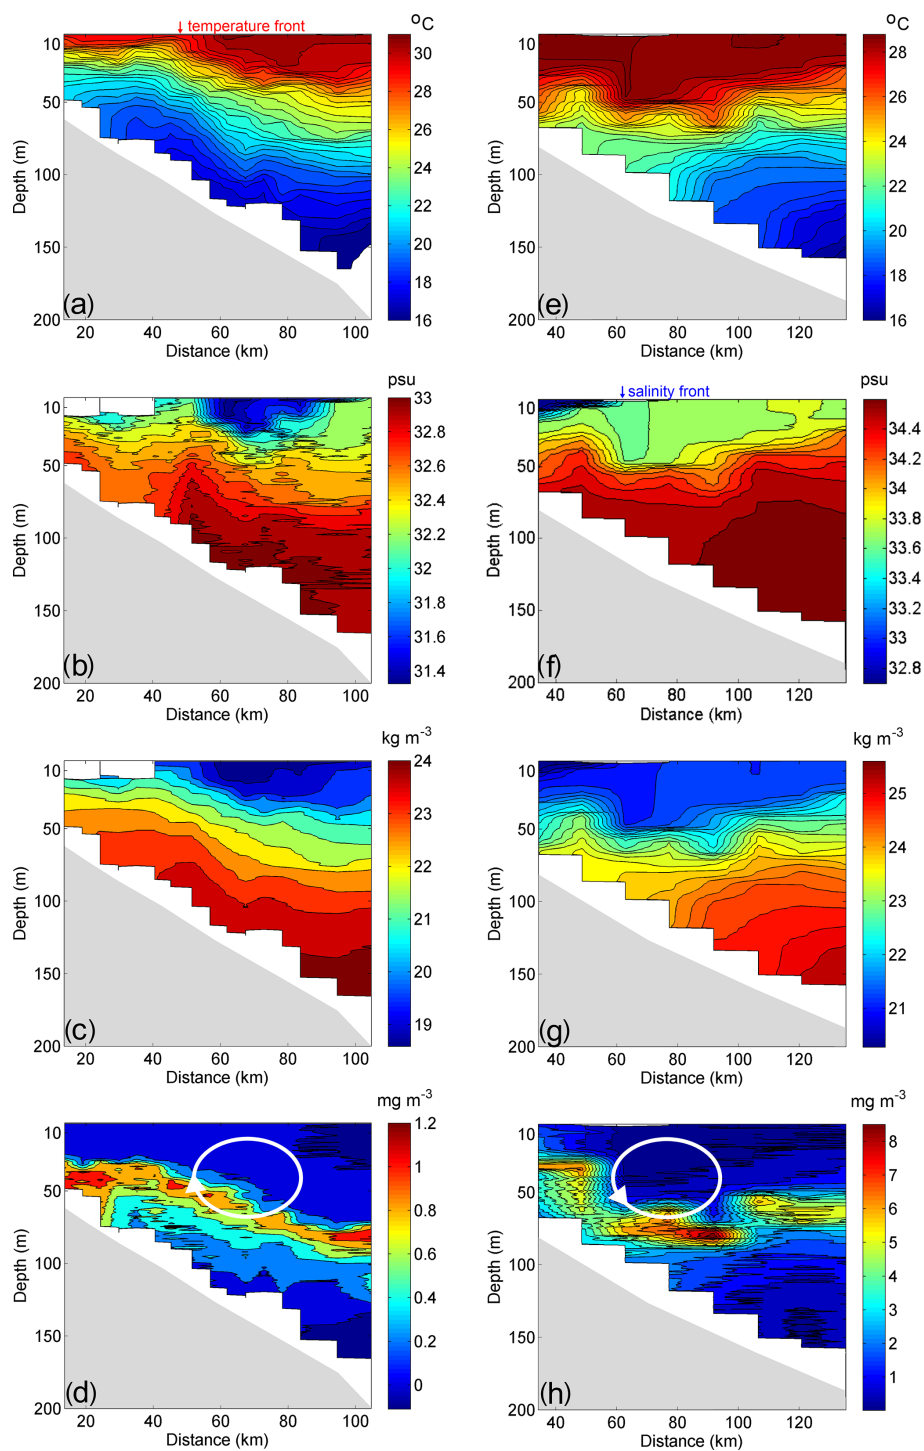 ↓ temperature front
°C
10
50
100
150
200
Depth (m)
20 40 60 80 100
Distance (km)
30
28
26
24
22
20
18
16
(a)
°C
10
50
100
150
200
Depth (m)
40 60 80 100 120
Distance (km)
28
26
24
22
20
18
16
(e)
psu
10
50
100
150
200
Depth (m)
20 40 60 80 100
Distance (km)
33
32.8
32.6
32.4
32.2
32
31.8
31.6
31.4
(b)
↓ salinity front
psu
10
50
100
150
200
Depth (m)
40 60 80 100 120
Distance (km)
34.4
34.2
34
33.8
33.6
33.4
33.2
33
32.8
(f)
kg m⁻³
10
50
100
150
200
Depth (m)
20 40 60 80 100
Distance (km)
24
23
22
21
20
19
(c)
kg m⁻³
10
50
100
150
200
Depth (m)
40 60 80 100 120
Distance (km)
25
24
23
22
21
(g)
mg m⁻³
10
50
100
150
200
Depth (m)
20 40 60 80 100
Distance (km)
1.2
1
0.8
0.6
0.4
0.2
0
(d)
mg m⁻³
10
50
100
150
200
Depth (m)
40 60 80 100 120
Distance (km)
8
7
6
5
4
3
2
1
(h)